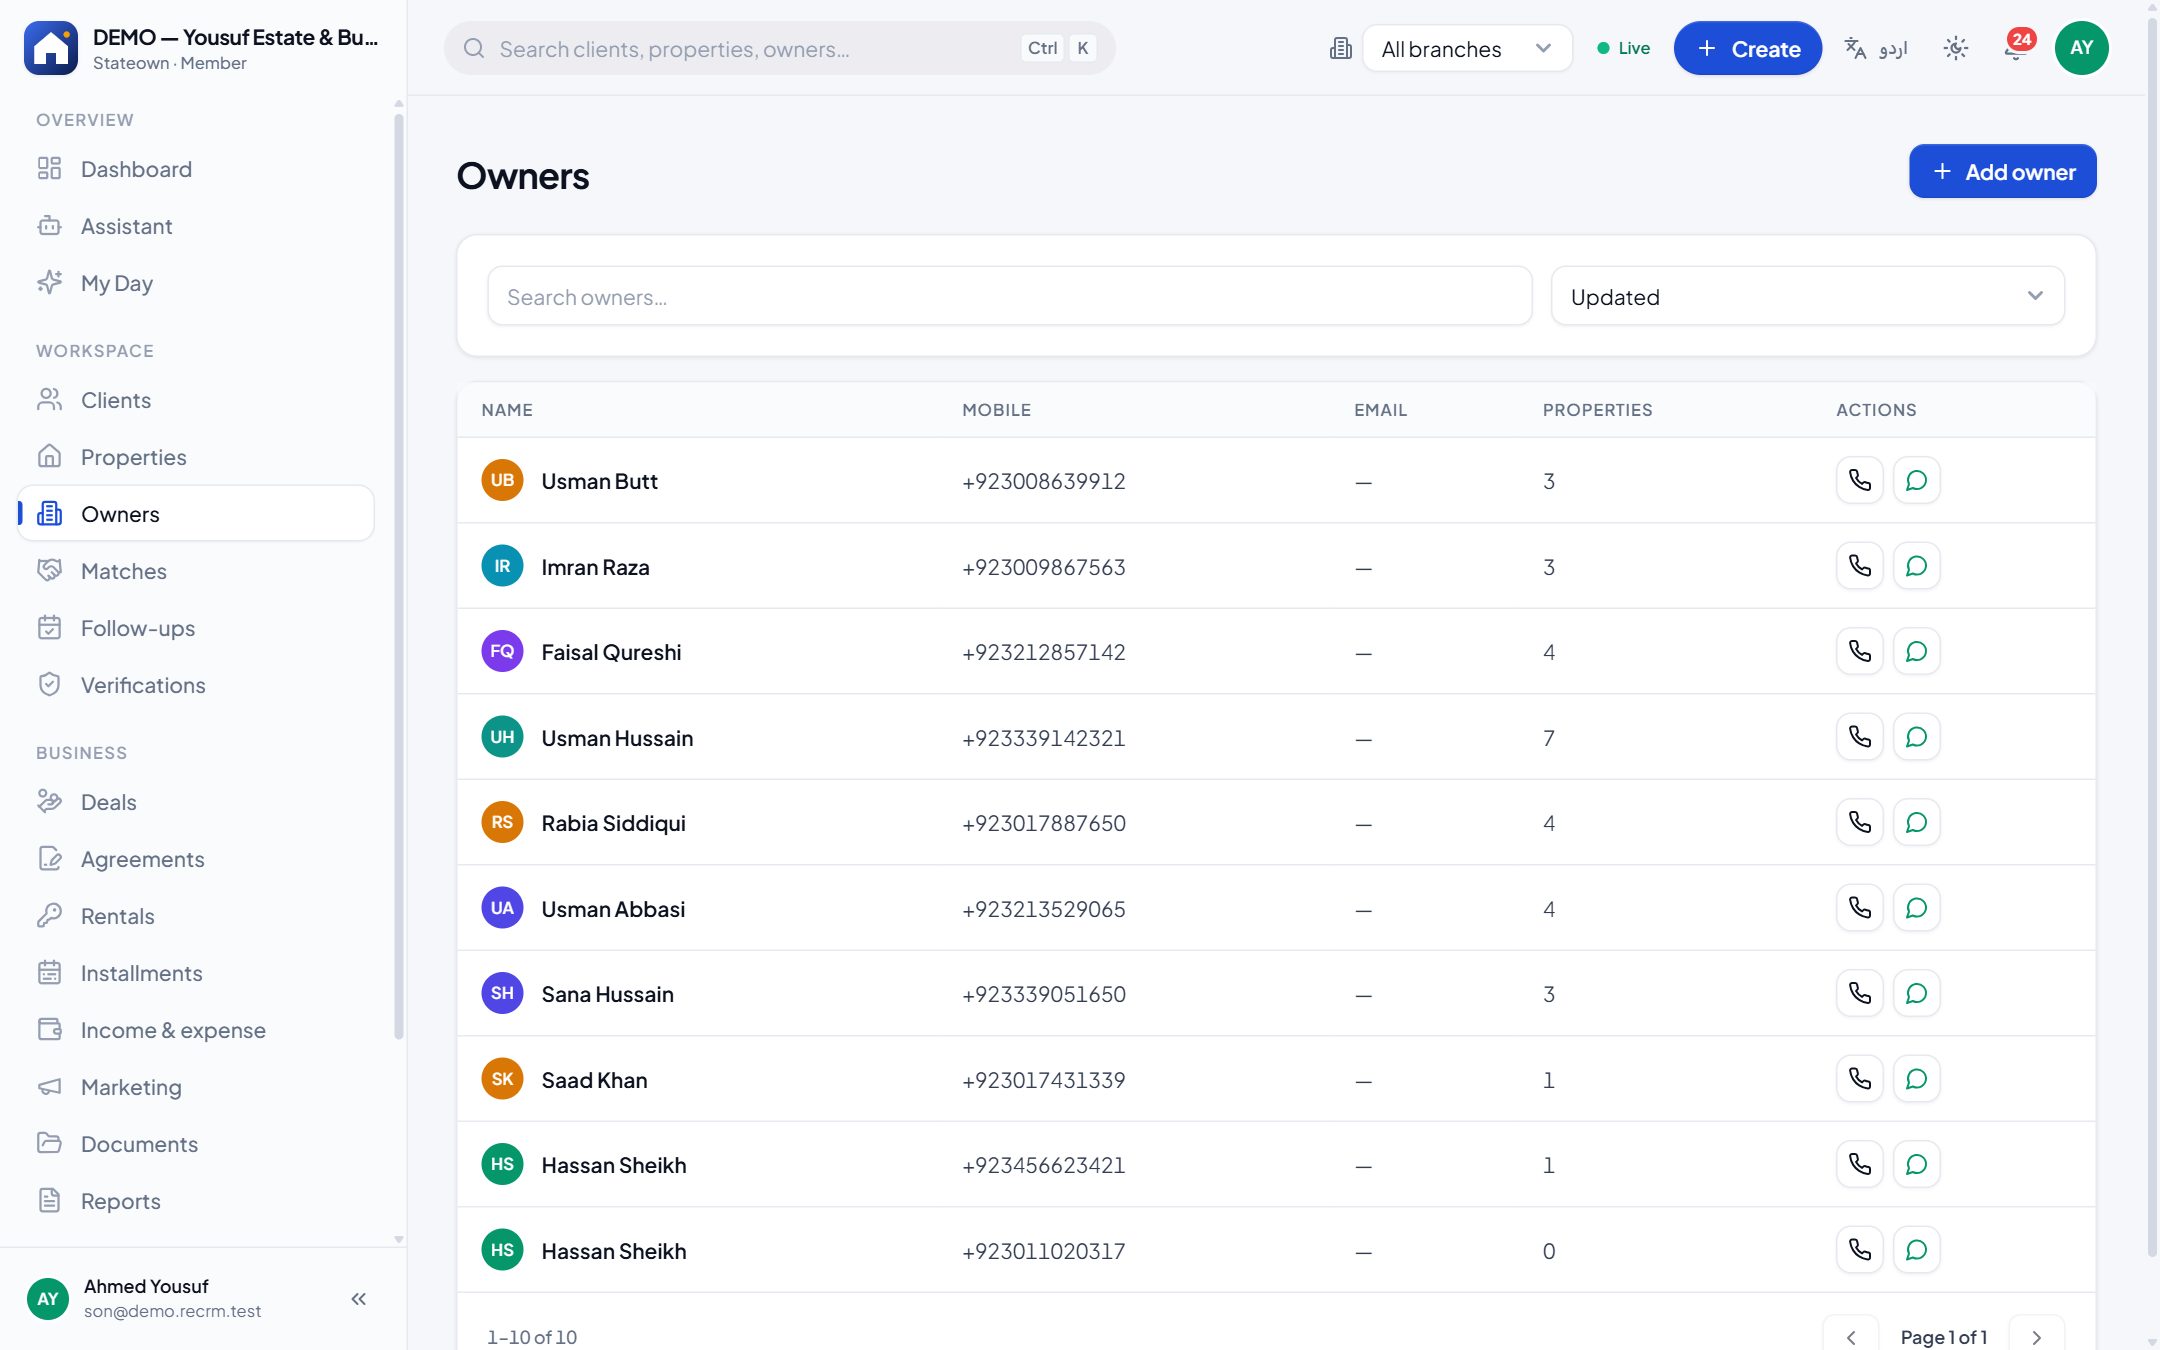 DEMO — Yousuf Estate & Bu...
Stateown · Member
OVERVIEW
Dashboard
Assistant
My Day
WORKSPACE
Clients
Properties
Owners
Matches
Follow-ups
Verifications
BUSINESS
Deals
Agreements
Rentals
Installments
Income & expense
Marketing
Documents
Reports
AY
Ahmed Yousuf
son@demo.recrm.test
Search clients, properties, owners...
Ctrl K
All branches
Live
+ Create
اردو
24
AY
Owners
+ Add owner
Search owners...
Updated
NAME MOBILE EMAIL PROPERTIES ACTIONS
UB Usman Butt +923008639912 — 3
IR Imran Raza +923009867563 — 3
FQ Faisal Qureshi +923212857142 — 4
UH Usman Hussain +923339142321 — 7
RS Rabia Siddiqui +923017887650 — 4
UA Usman Abbasi +923213529065 — 4
SH Sana Hussain +923339051650 — 3
SK Saad Khan +923017431339 — 1
HS Hassan Sheikh +923456623421 — 1
HS Hassan Sheikh +923011020317 — 0
1–10 of 10
Page 1 of 1